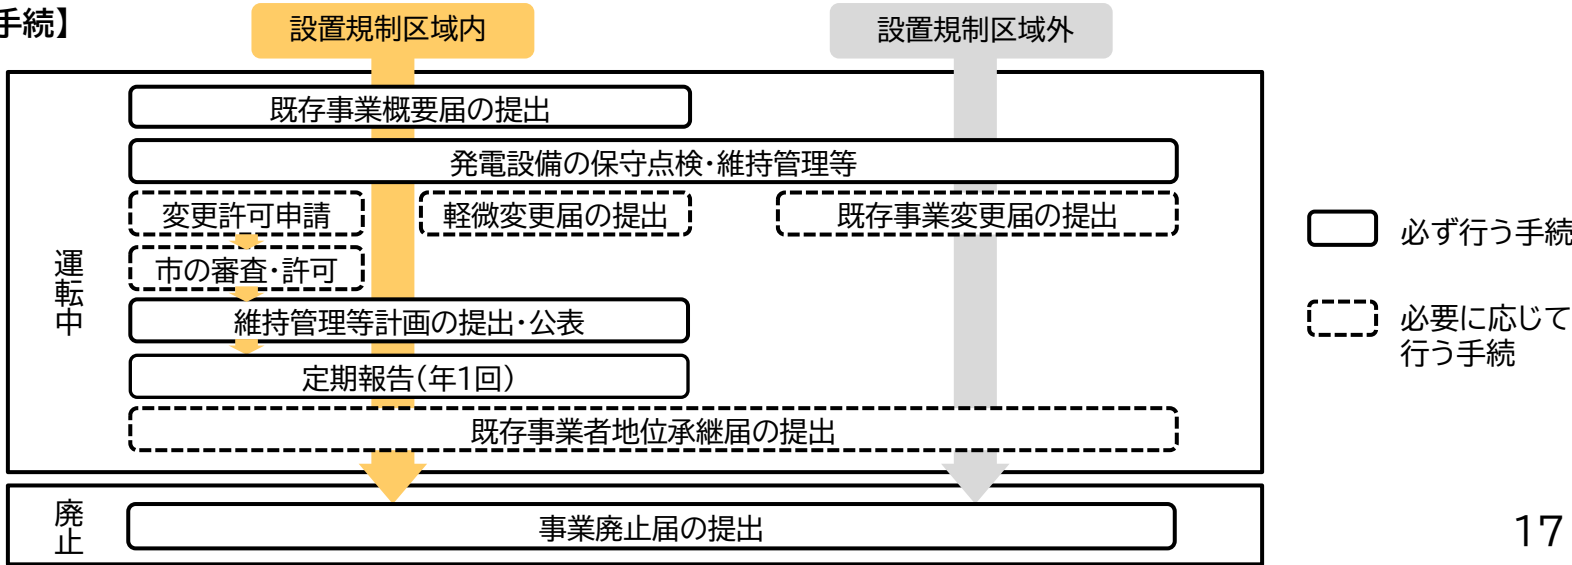 手続】
設置規制区域内
設置規制区域外
運転中
既存事業概要届の提出
発電設備の保守点検・維持管理等
変更許可申請
軽微変更届の提出
既存事業変更届の提出
市の審査・許可
維持管理等計画の提出・公表
定期報告(年1回)
既存事業者地位承継届の提出
廃止
事業廃止届の提出
必ず行う手続
必要に応じて
行う手続
17